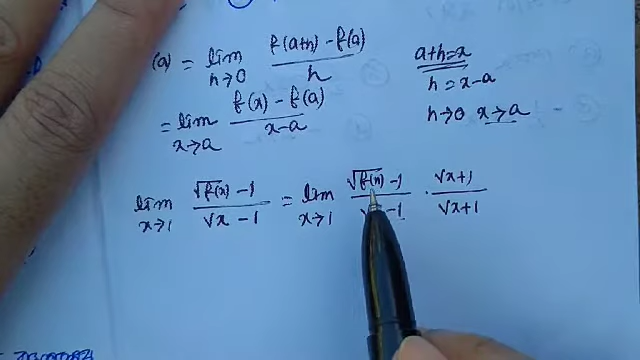 (a) = lim h→0 f(a+h) - f(a) / h
a+h=x
h = x-a
= lim x→a f(x) - f(a) / x-a
h→0 x→a
lim x→1 √f(x) -1 / √x -1 = lim x→1 √f(x) -1 / √ -1 · √x+1 / √x+1